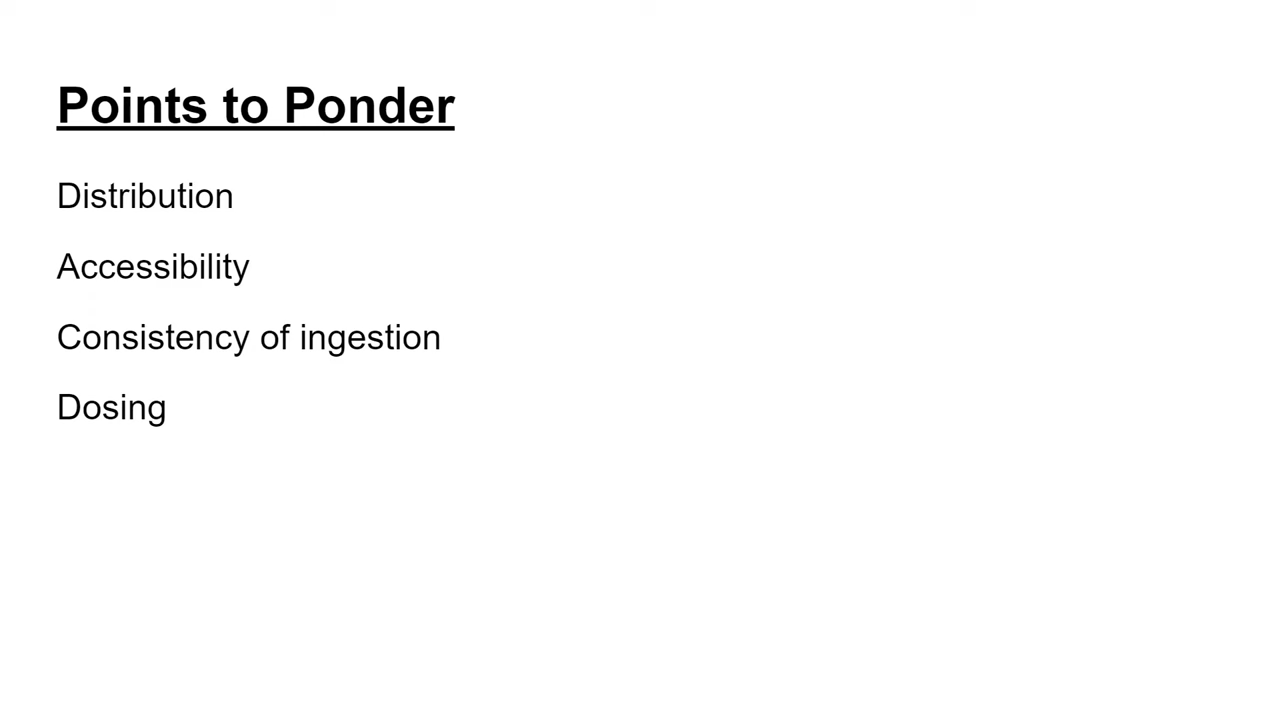 Points to Ponder
Distribution
Accessibility
Consistency of ingestion
Dosing